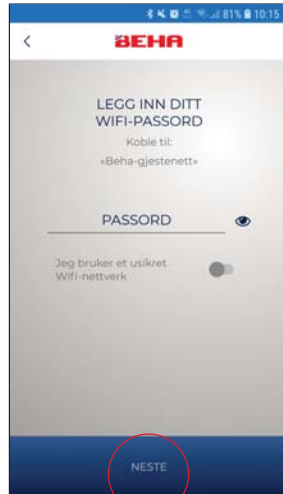 81% 10:15
BEHA
LEGG INN DITT
WIFI-PASSORD
Koble til:
«Beha-gjestenett»
PASSORD
Jeg bruker et usikret
Wifi-nettverk
NESTE